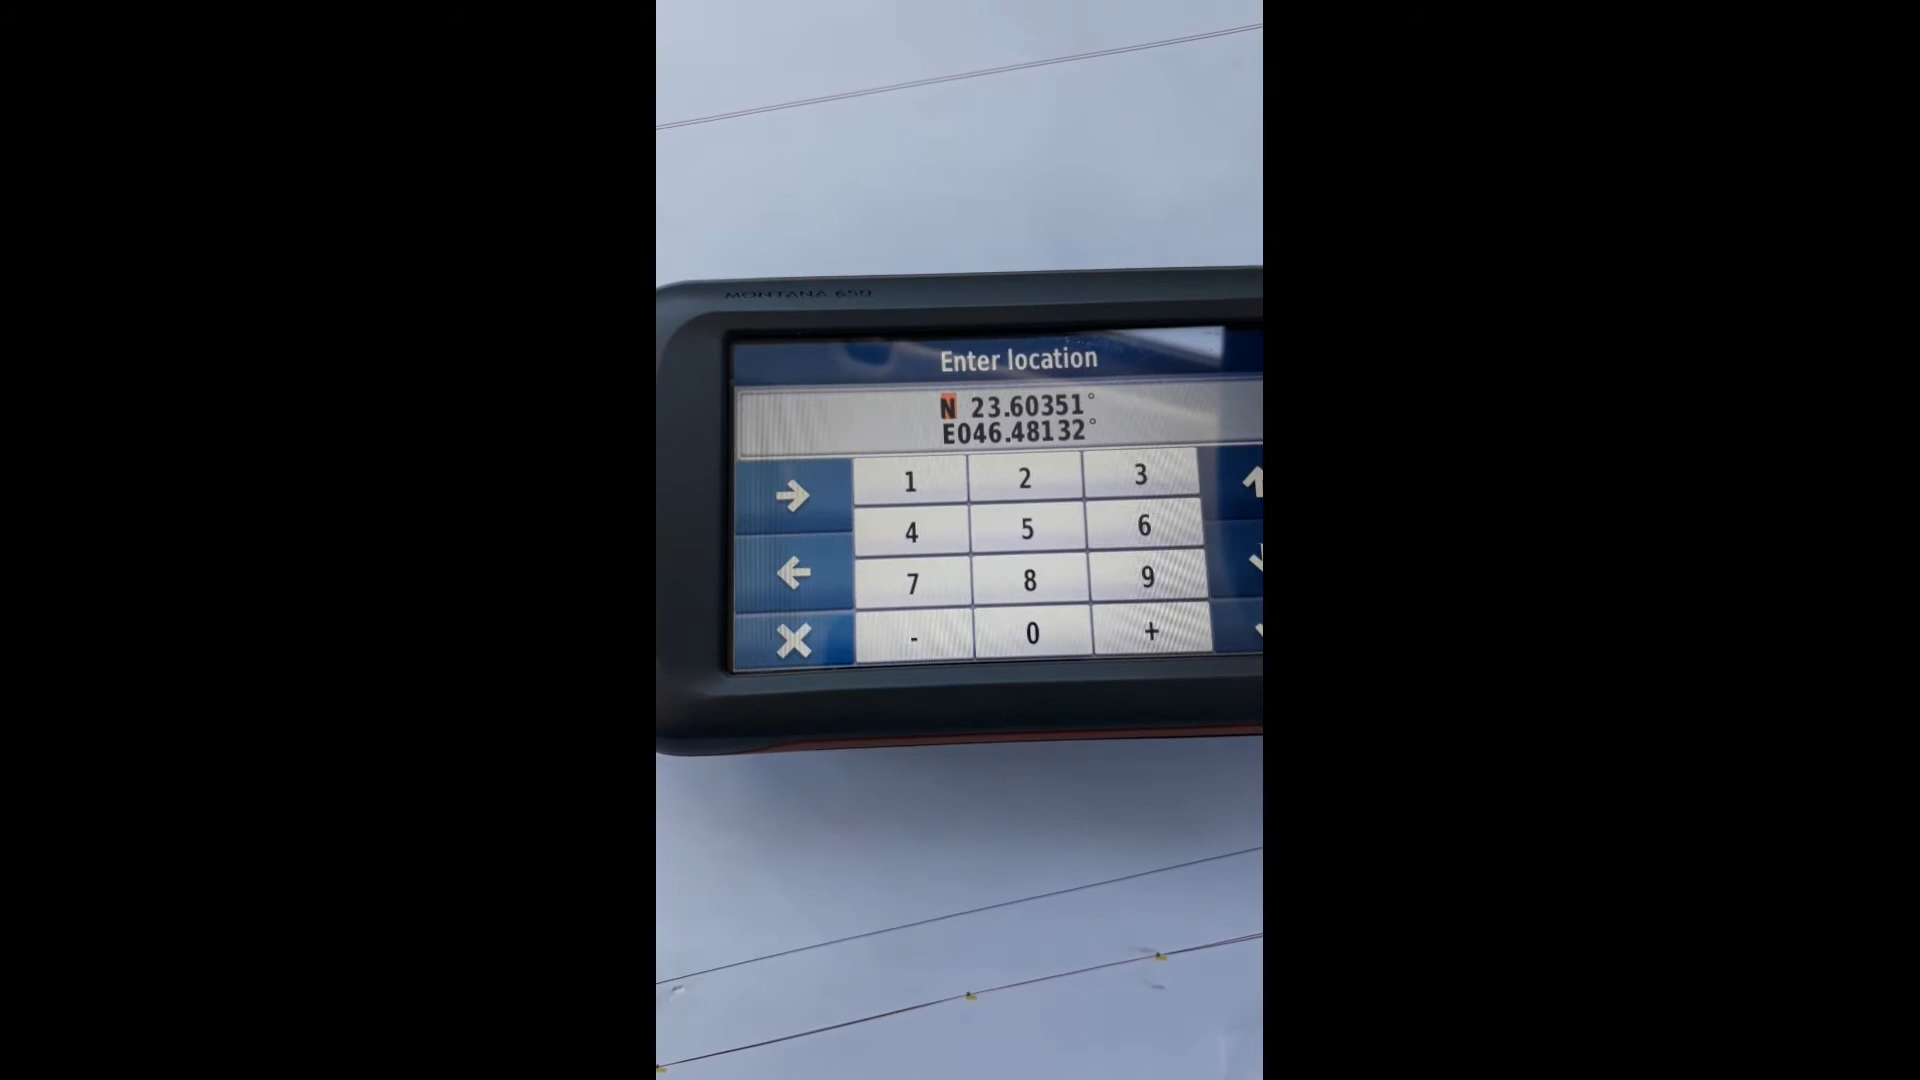 MONTANA 650
Enter location
N 23.60351°
E046.48132°
1 2 3
4 5 6
7 8 9
- 0 +